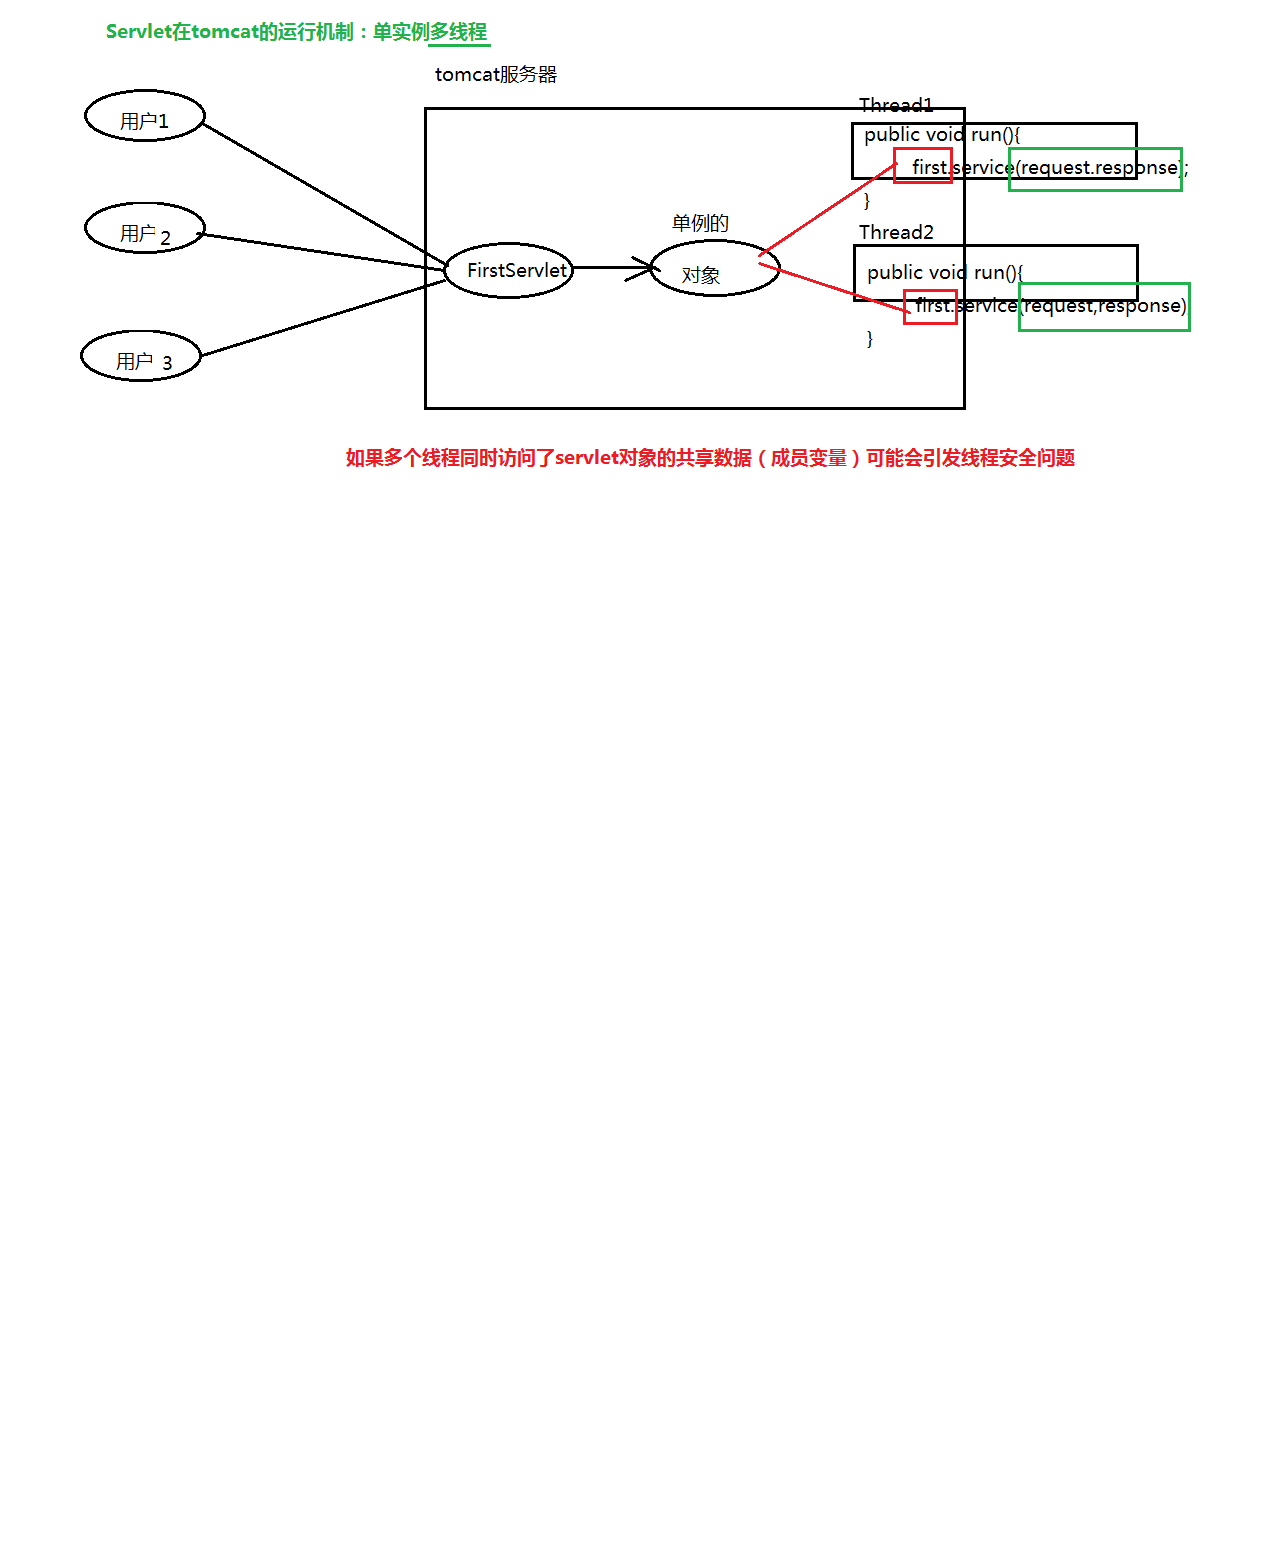 Servlet在tomcat的运行机制：单实例多线程
tomcat服务器
用户1
用户2
用户3
FirstServlet
单例的
对象
Thread1
public void run(){
first.service(request.response);
}
Thread2
public void run(){
first.service(request,response)
}
如果多个线程同时访问了servlet对象的共享数据（成员变量）可能会引发线程安全问题